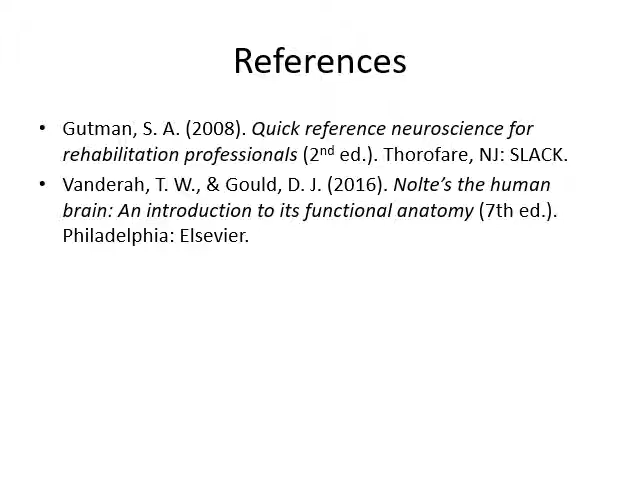 References
• Gutman, S. A. (2008). Quick reference neuroscience for
rehabilitation professionals (2nd ed.). Thorofare, NJ: SLACK.
• Vanderah, T. W., & Gould, D. J. (2016). Nolte’s the human
brain: An introduction to its functional anatomy (7th ed.).
Philadelphia: Elsevier.